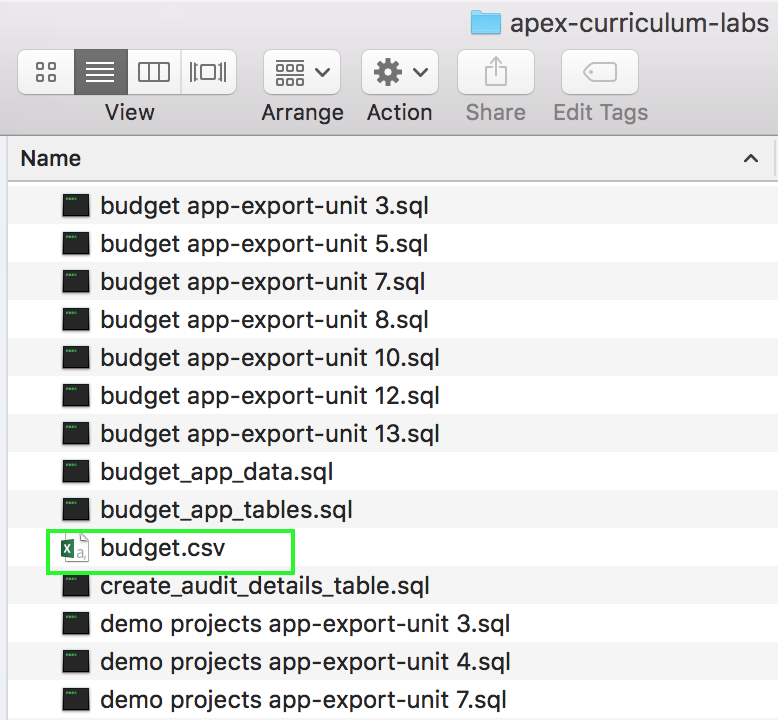 apex-curriculum-labs
View
Arrange
Action
Share
Edit Tags
Name
budget app-export-unit 3.sql
budget app-export-unit 5.sql
budget app-export-unit 7.sql
budget app-export-unit 8.sql
budget app-export-unit 10.sql
budget app-export-unit 12.sql
budget app-export-unit 13.sql
budget_app_data.sql
budget_app_tables.sql
budget.csv
create_audit_details_table.sql
demo projects app-export-unit 3.sql
demo projects app-export-unit 4.sql
demo projects app-export-unit 7.sql